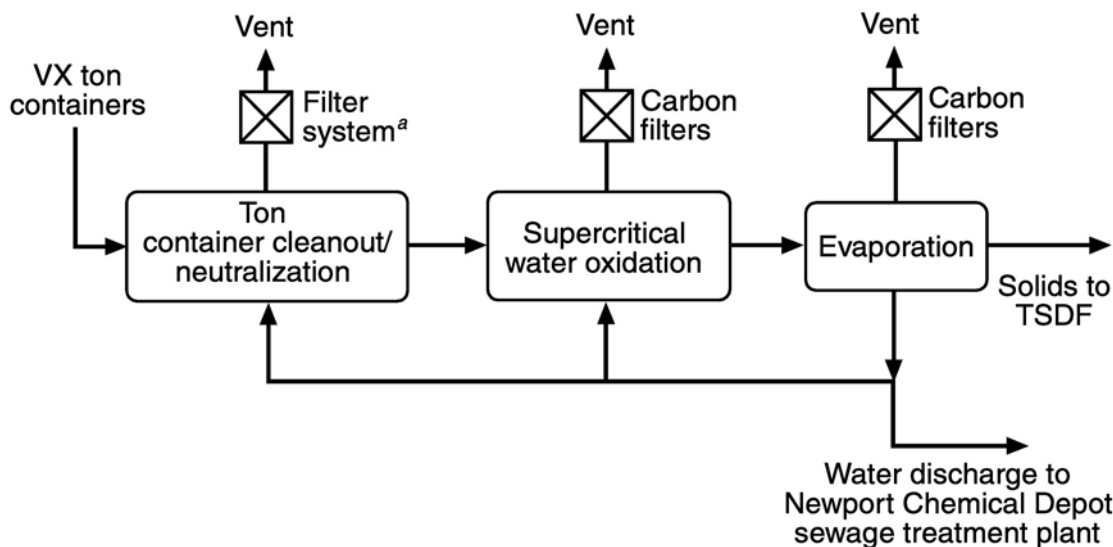 Vent
Vent
Vent
VX ton
containers
Filter
systemᵃ
Carbon
filters
Carbon
filters
Ton
container cleanout/
neutralization
Supercritical
water oxidation
Evaporation
Solids to
TSDF
Water discharge to
Newport Chemical Depot
sewage treatment plant